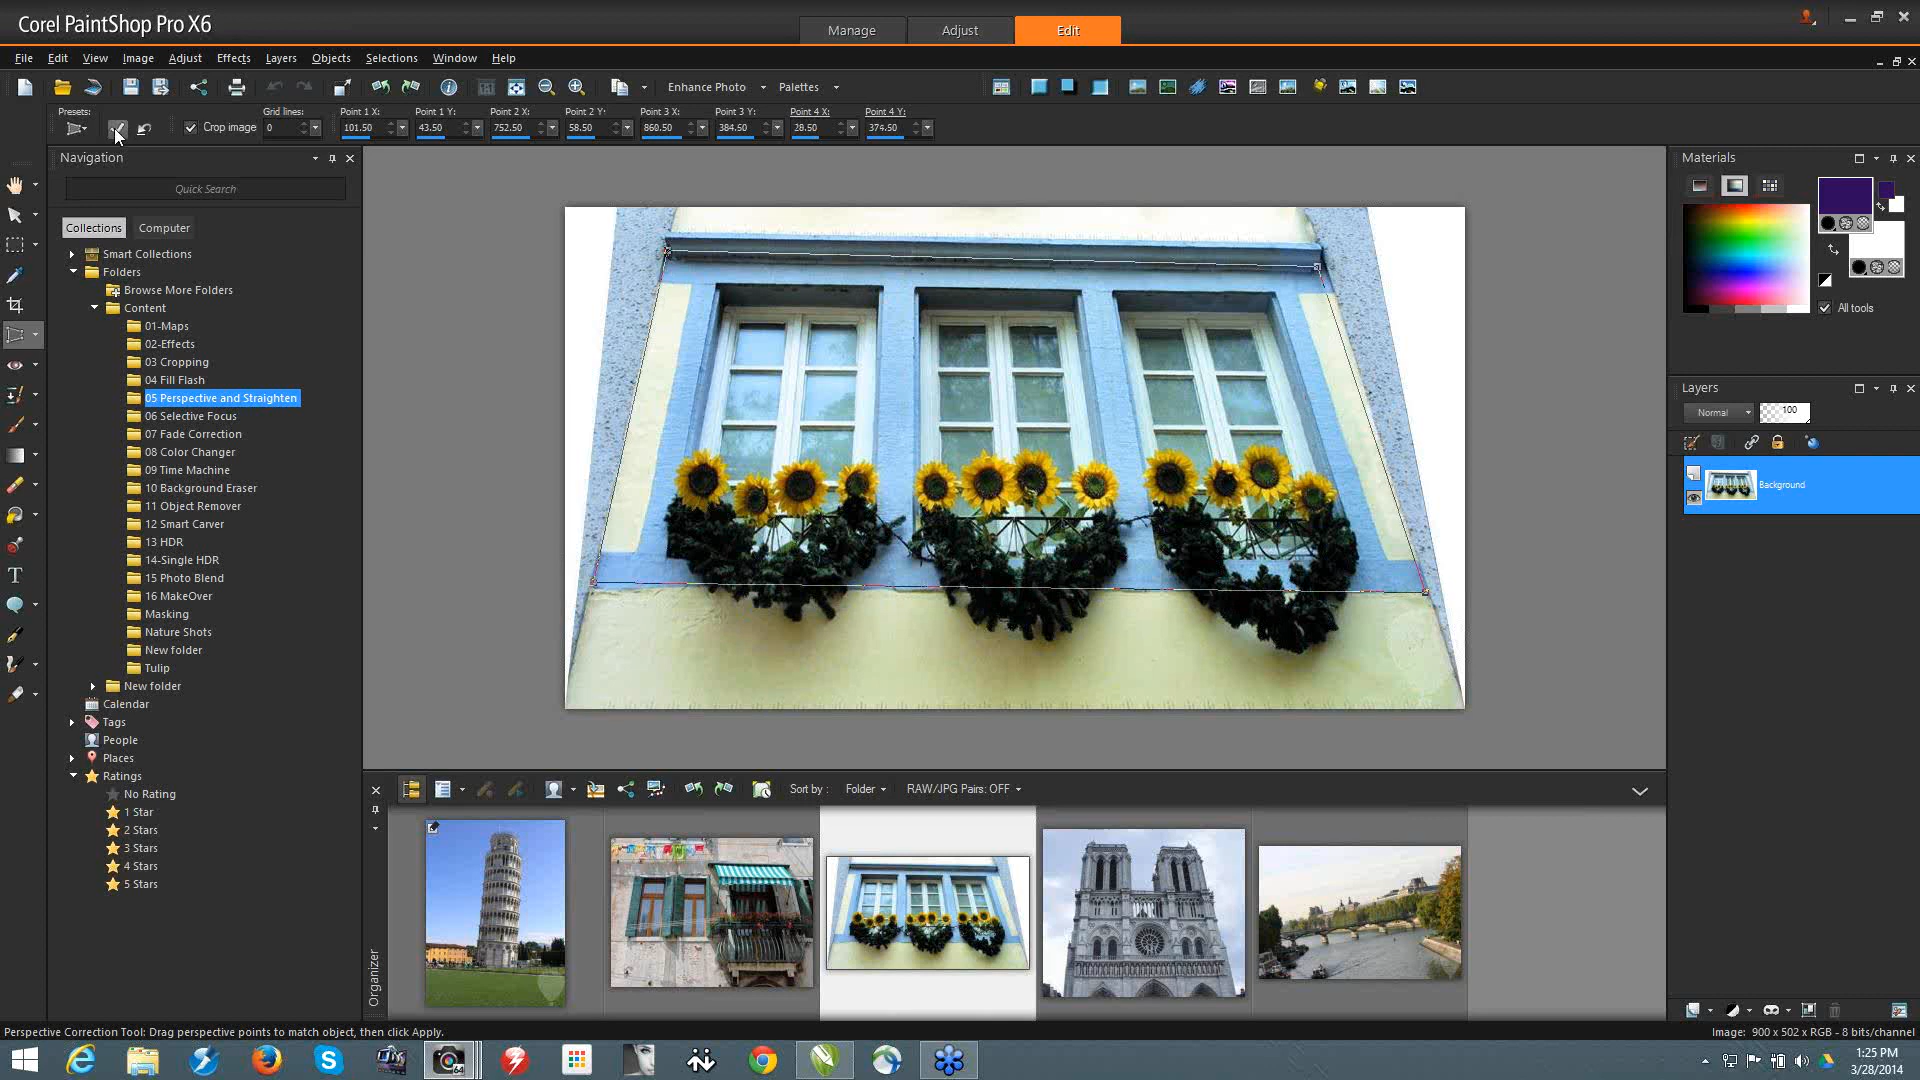 Corel PaintShop Pro X6
Manage Adjust Edit
File Edit View Image Adjust Effects Layers Objects Selections Window Help
Enhance Photo Palettes
Presets: Grid lines: Point 1 X: Point 1 Y: Point 2 X: Point 2 Y: Point 3 X: Point 3 Y: Point 4 X: Point 4 Y:
Crop image 0 101.50 43.50 752.50 58.50 860.50 384.50 28.50 374.50
Navigation
Quick Search
Collections Computer
Smart Collections
Folders
Browse More Folders
Content
01-Maps
02-Effects
03 Cropping
04 Fill Flash
05 Perspective and Straighten
06 Selective Focus
07 Fade Correction
08 Color Changer
09 Time Machine
10 Background Eraser
11 Object Remover
12 Smart Carver
13 HDR
14-Single HDR
15 Photo Blend
16 MakeOver
Masking
Nature Shots
New folder
Tulip
New folder
Calendar
Tags
People
Places
Ratings
No Rating
1 Star
2 Stars
3 Stars
4 Stars
5 Stars
Materials
All tools
Layers
Normal 100
Background
Sort by : Folder RAW/JPG Pairs: OFF
Organizer
Perspective Correction Tool: Drag perspective points to match object, then click Apply.
Image: 900 x 502 x RGB - 8 bits/channel
64
1:25 PM
3/28/2014